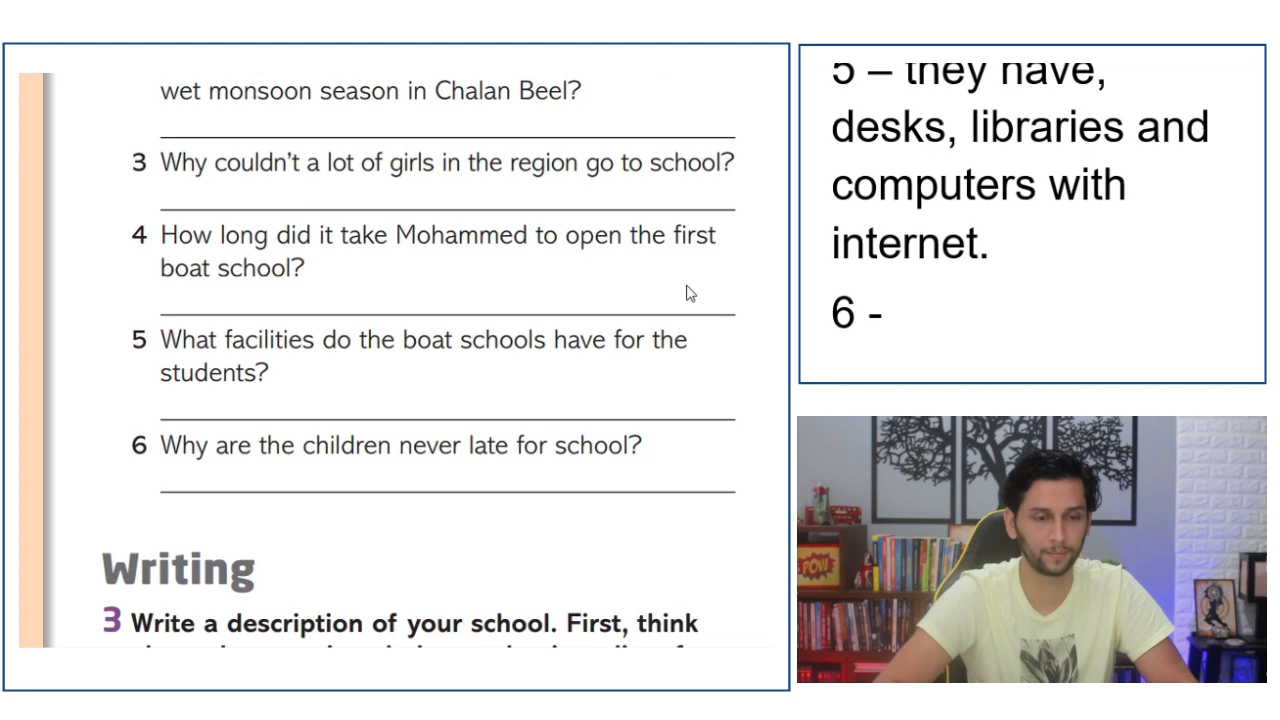 wet monsoon season in Chalan Beel?
3 Why couldn't a lot of girls in the region go to school?
4 How long did it take Mohammed to open the first
boat school?
5 What facilities do the boat schools have for the
students?
6 Why are the children never late for school?
Writing
3 Write a description of your school. First, think
5 – they have,
desks, libraries and
computers with
internet.
6 -
POW